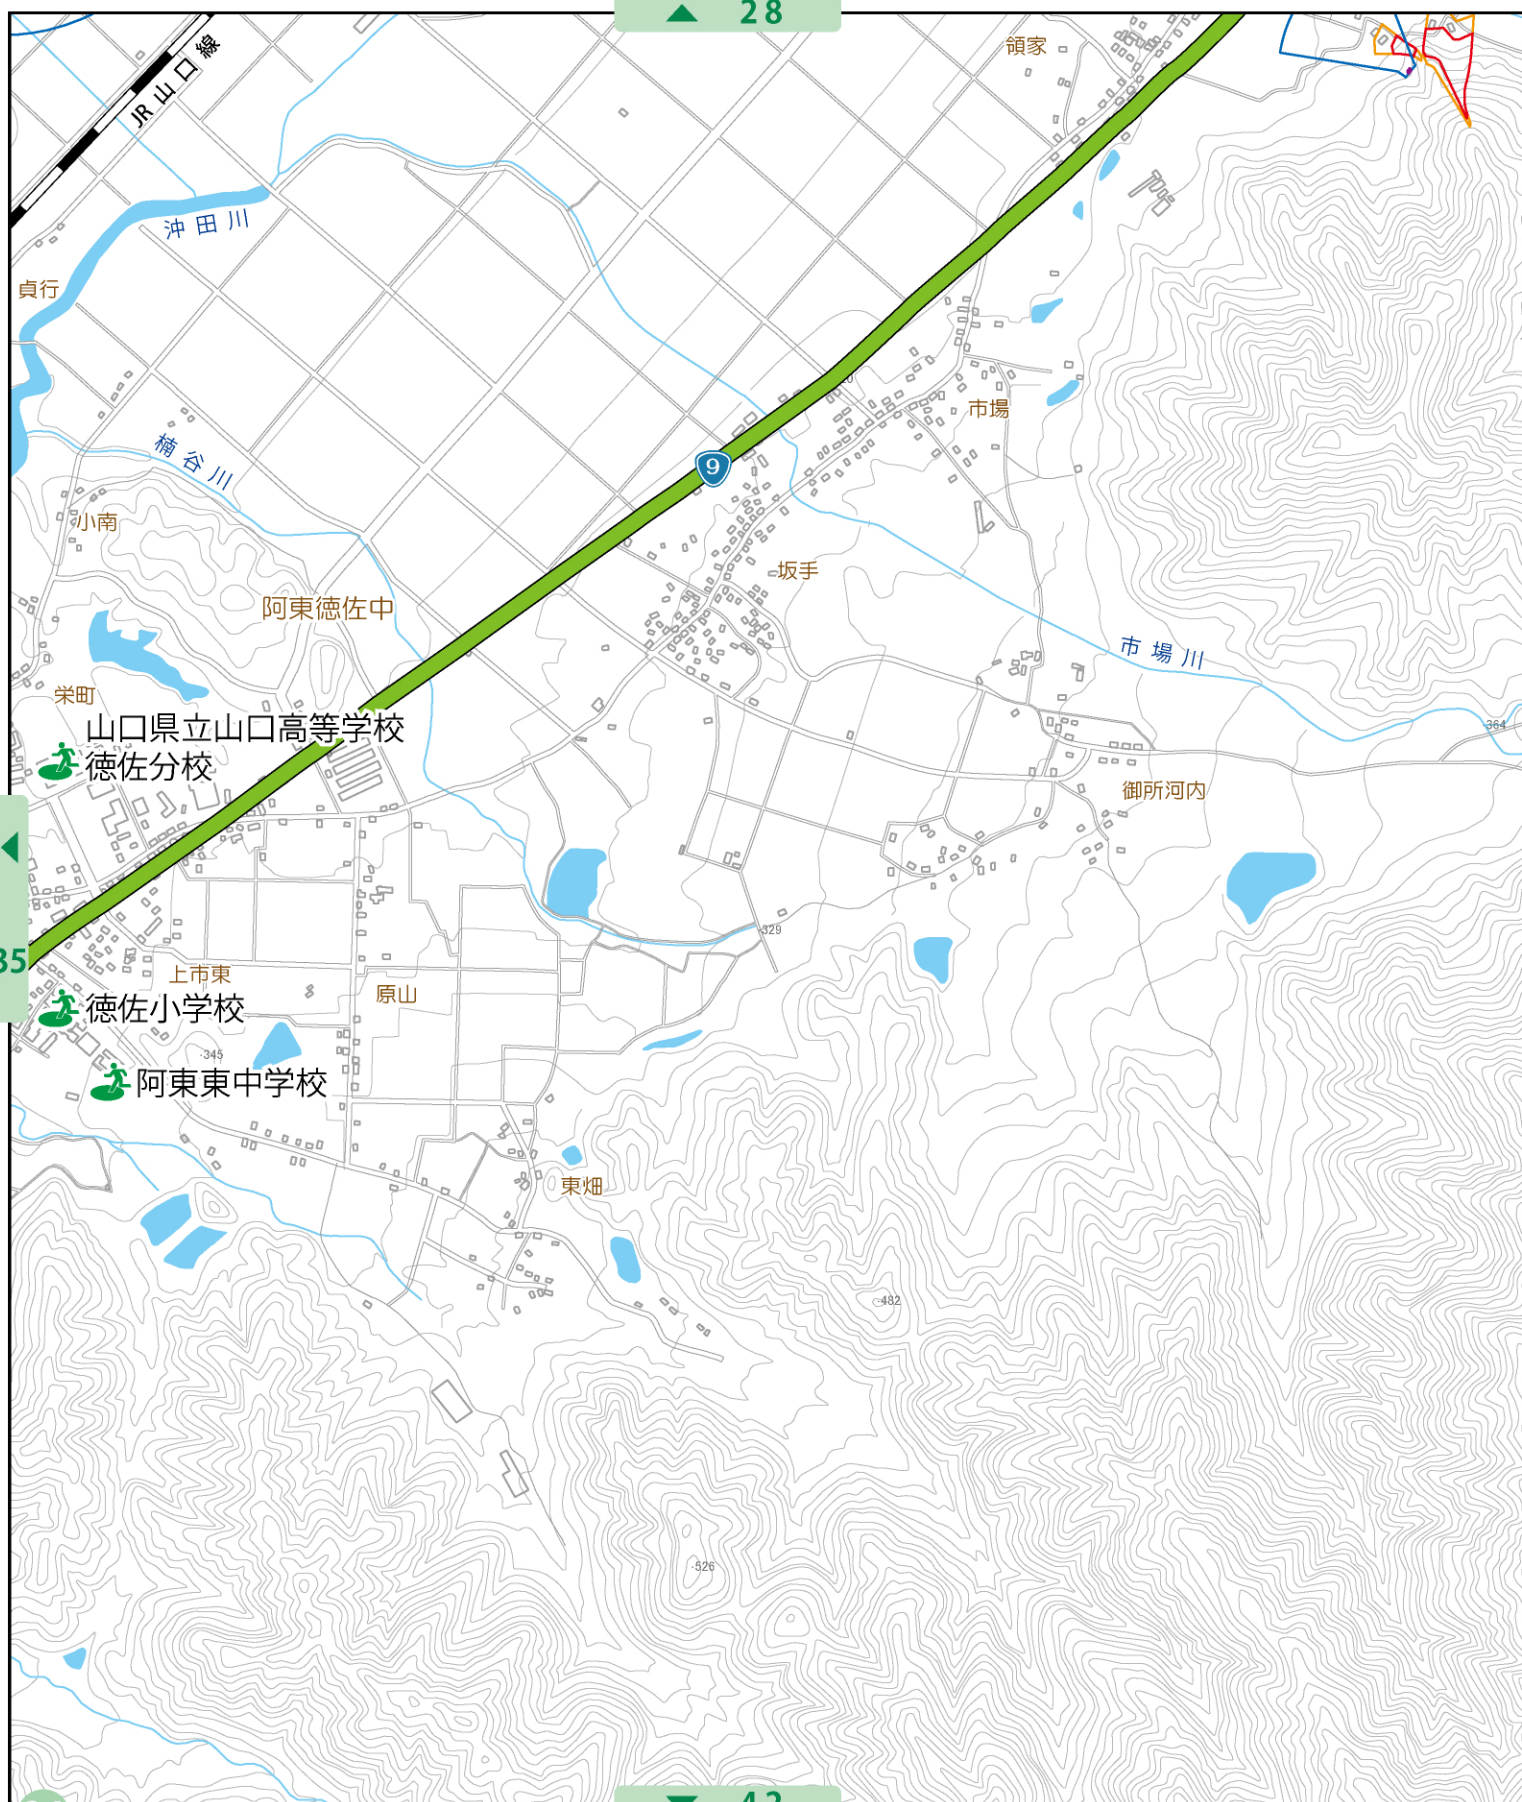 28
JR山口線
領家
沖田川
貞行
20
市場
楠谷川
9
小南
坂手
阿東徳佐中
市場川
栄町
364
山口県立山口高等学校
徳佐分校
御所河内
329
35
上市東
原山
徳佐小学校
345
阿東東中学校
東畑
482
526
42